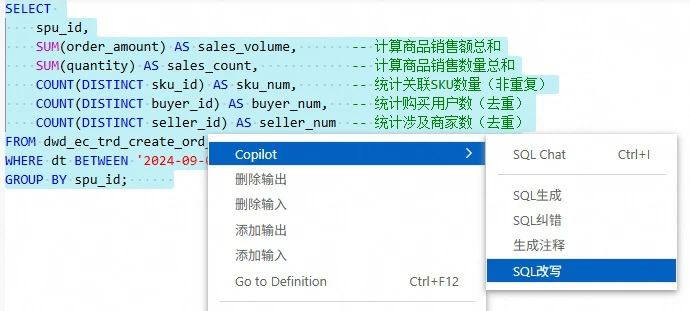 SELECT
spu_id,
SUM(order_amount) AS sales_volume, -- 计算商品销售额总和
SUM(quantity) AS sales_count, -- 计算商品销售数量总和
COUNT(DISTINCT sku_id) AS sku_num, -- 统计关联SKU数量（非重复）
COUNT(DISTINCT buyer_id) AS buyer_num, -- 统计购买用户数（去重）
COUNT(DISTINCT seller_id) AS seller_num -- 统计涉及商家数（去重）
FROM dwd_ec_trd_create_ord_
WHERE dt BETWEEN '2024-09-
GROUP BY spu_id;
Copilot
删除输出
删除输入
添加输出
添加输入
Go to Definition Ctrl+F12
SQL Chat Ctrl+I
SQL生成
SQL纠错
生成注释
SQL改写